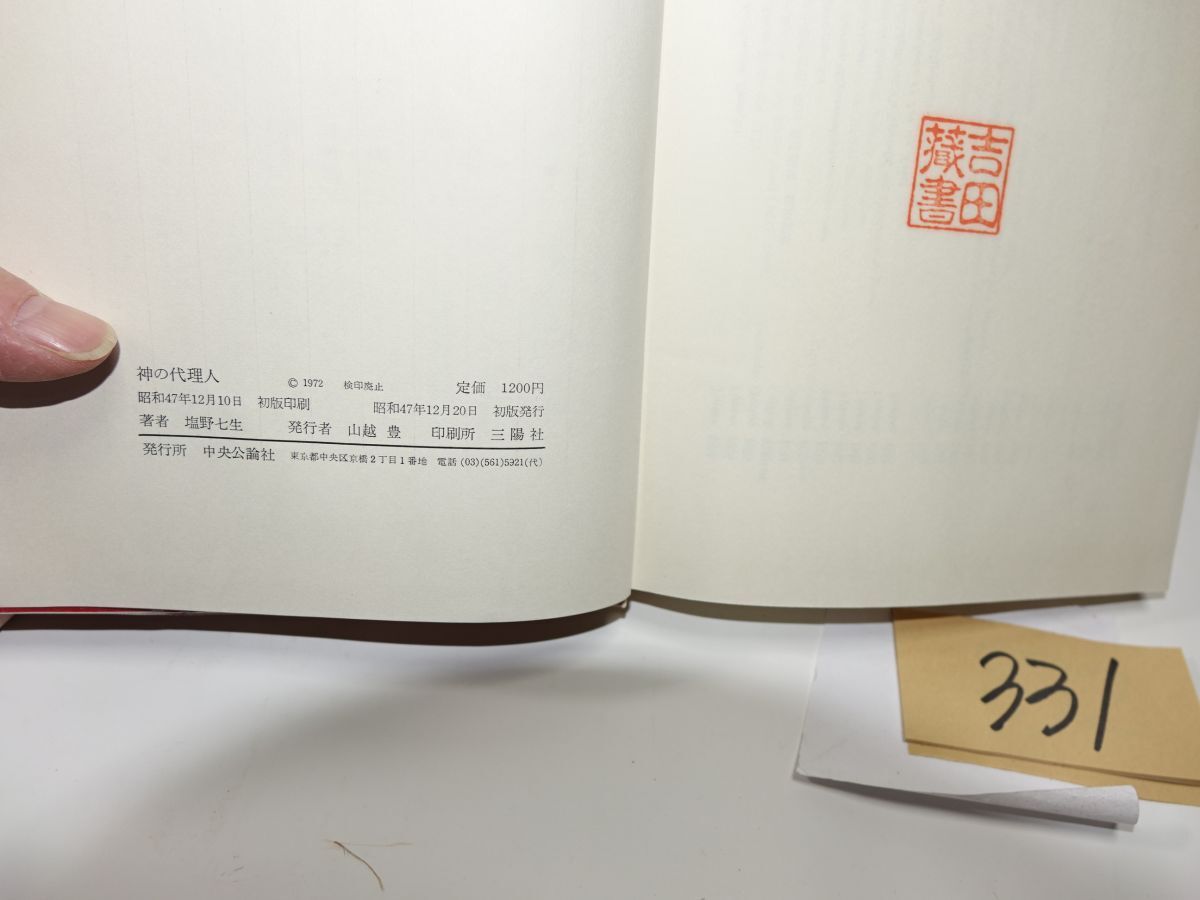 神の代理人 © 1972 検印廃止 定価 1200円
昭和47年12月10日 初版印刷 昭和47年12月20日 初版発行
著者 塩野七生 発行者 山越 豊 印刷所 三陽社
発行所 中央公論社 東京都中央区京橋2丁目1番地 電話(03)(561)5921(代)
吉田
蔵書
331